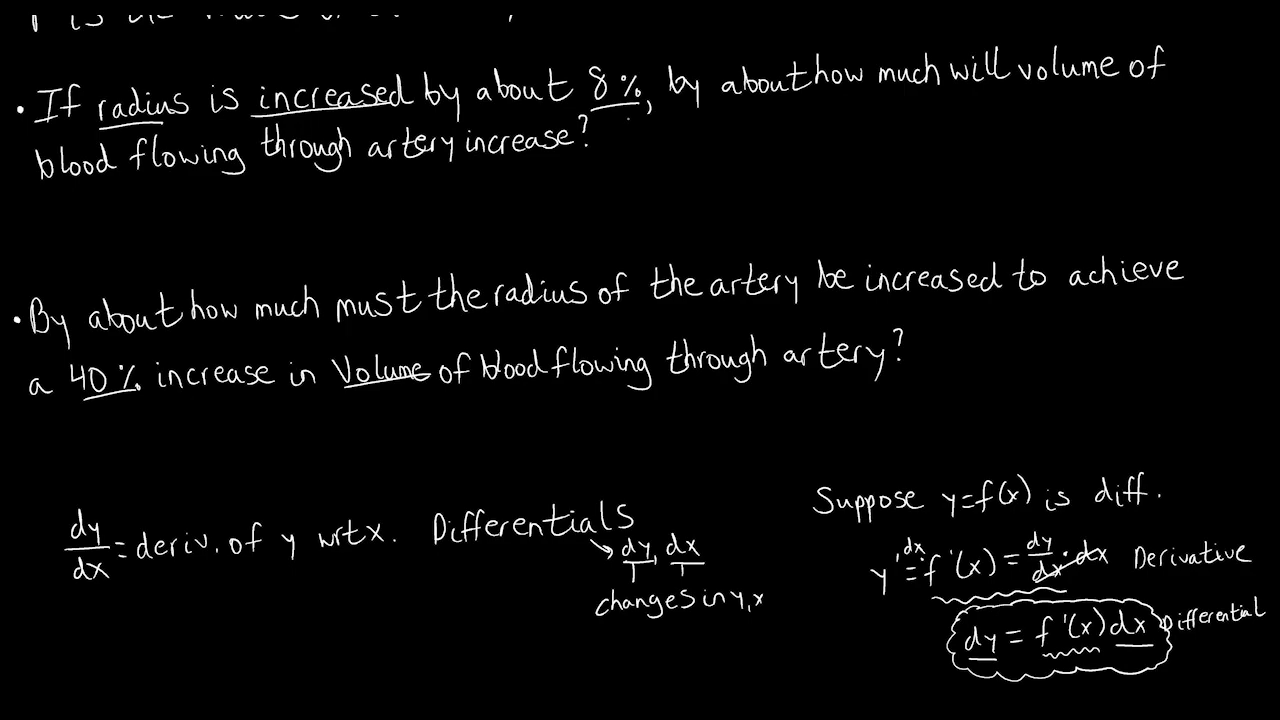 is the
• If radius is increased by about 8%, by about how much will volume of
blood flowing through artery increase?
• By about how much must the radius of the artery be increased to achieve
a 40% increase in Volume of blood flowing through artery?
dy/dx = deriv. of y wrt x. Differentials
dy, dx
changes in y, x
Suppose y=f(x) is diff.
y' = f'(x) = dy/dx · dx Derivative
dx
dy = f'(x) dx Differential